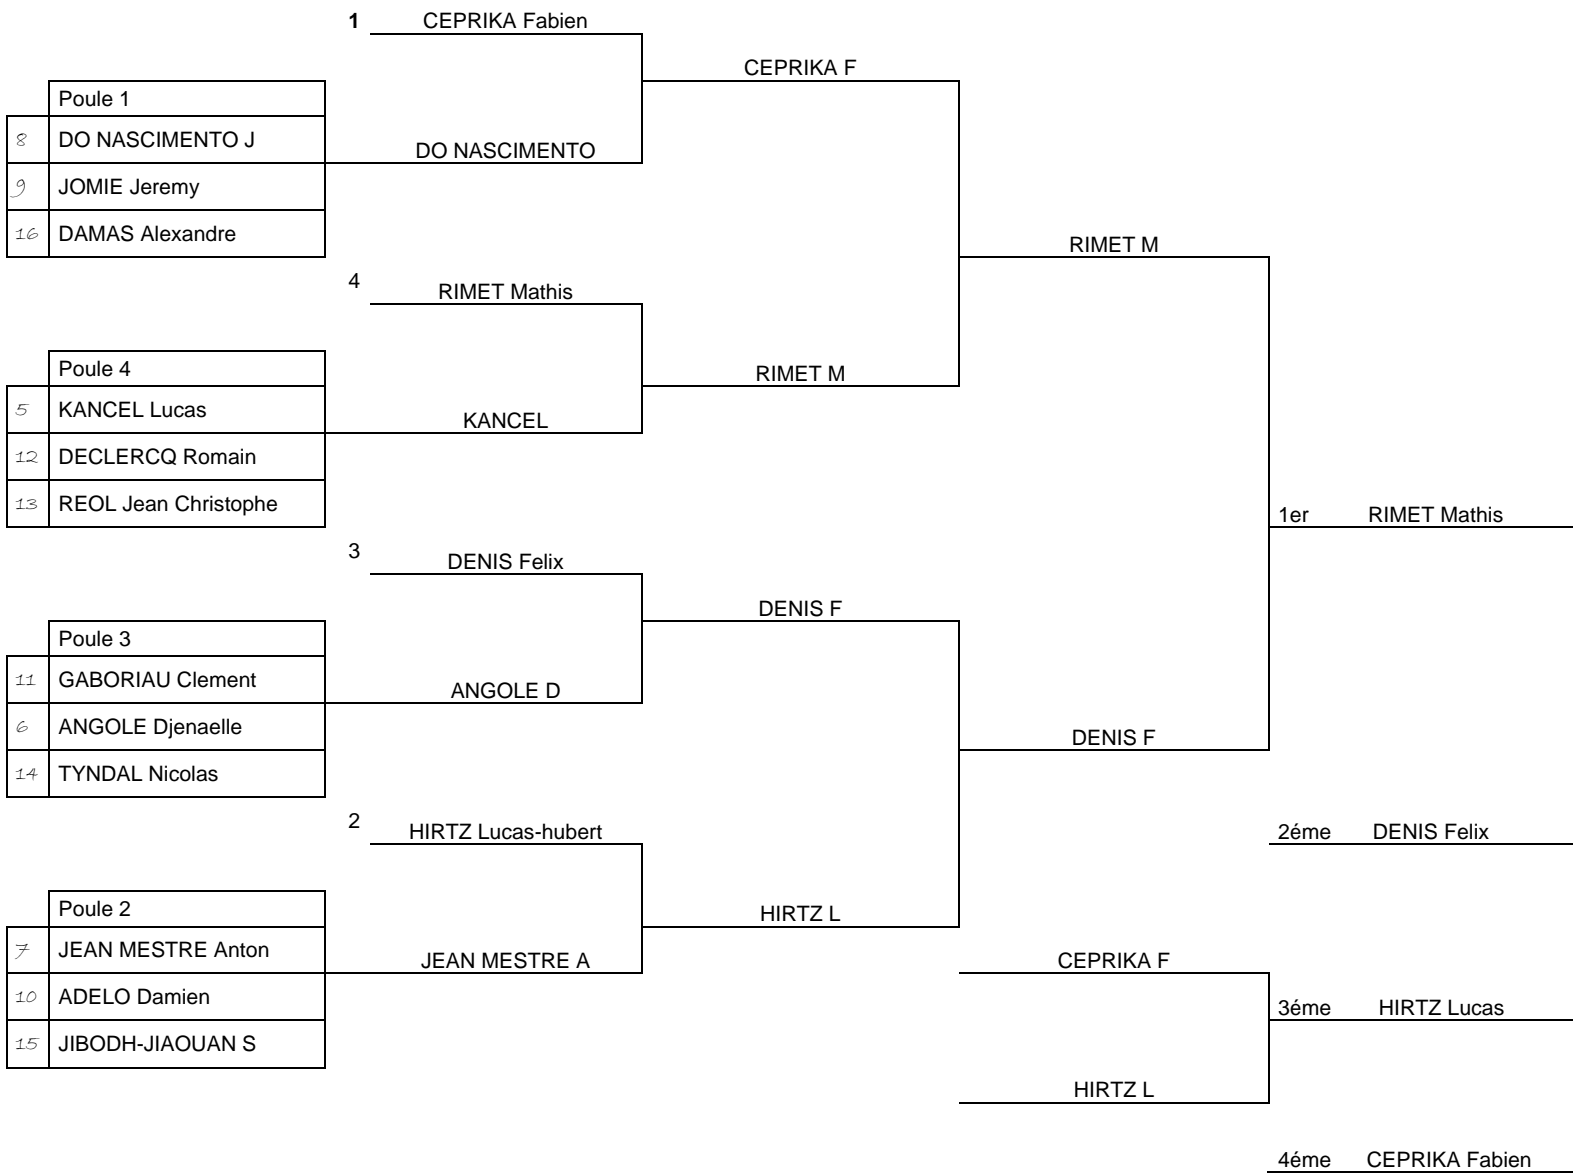 1 CEPRIKA Fabien
CEPRIKA F
Poule 1
8 DO NASCIMENTO J
DO NASCIMENTO
9 JOMIE Jeremy
16 DAMAS Alexandre
RIMET M
4 RIMET Mathis
Poule 4
RIMET M
5 KANCEL Lucas
KANCEL
12 DECLERCQ Romain
13 REOL Jean Christophe
1er RIMET Mathis
3 DENIS Felix
DENIS F
Poule 3
11 GABORIAU Clement
ANGOLE D
6 ANGOLE Djenaelle
DENIS F
14 TYNDAL Nicolas
2 HIRTZ Lucas-hubert
2éme DENIS Felix
Poule 2
HIRTZ L
7 JEAN MESTRE Anton
JEAN MESTRE A
CEPRIKA F
10 ADELO Damien
3éme HIRTZ Lucas
15 JIBODH-JIAOUAN S
HIRTZ L
4éme CEPRIKA Fabien